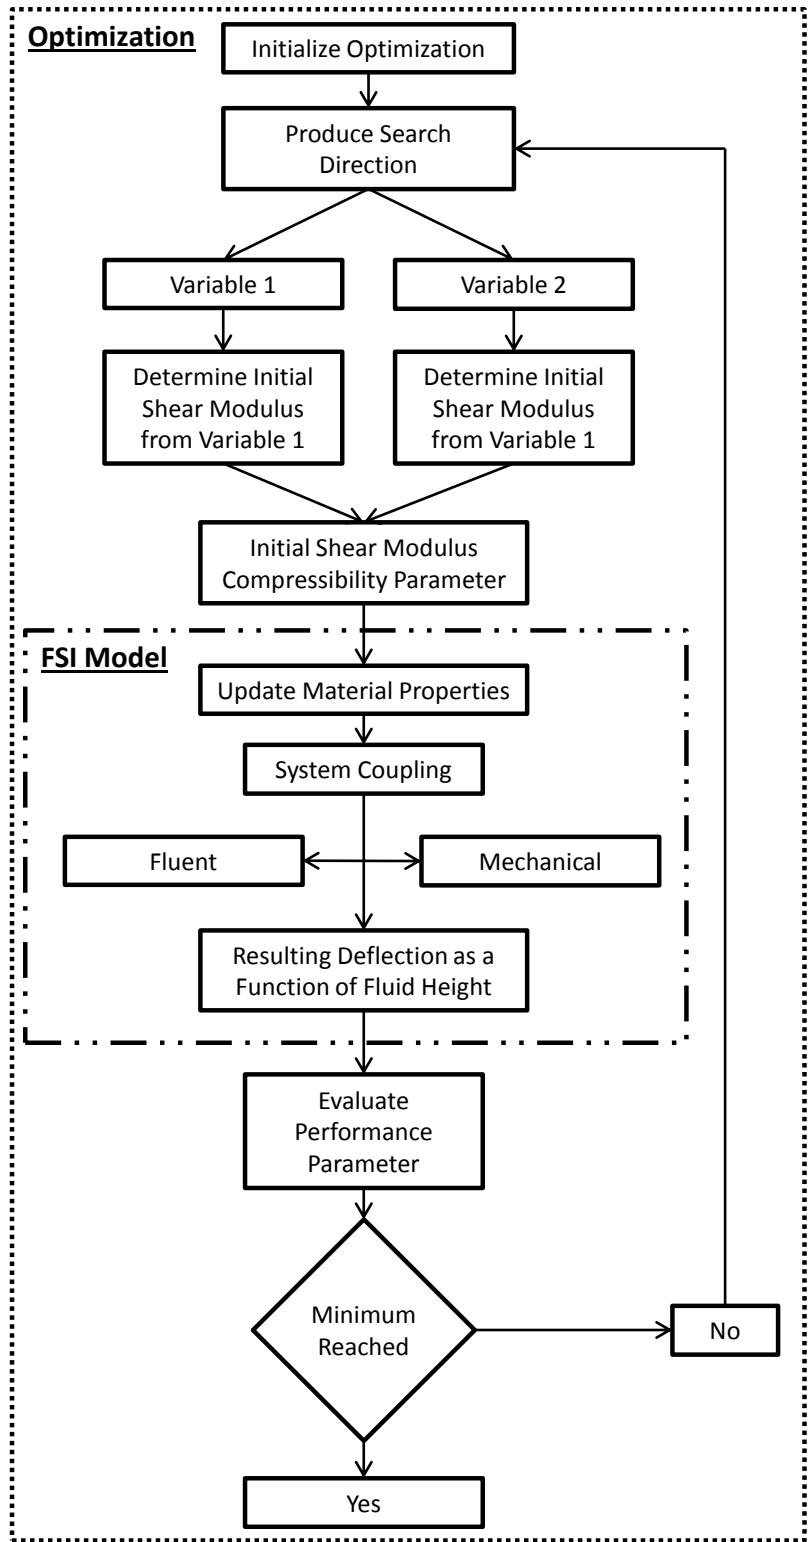 Optimization
Initialize Optimization
Produce Search
Direction
Variable 1
Variable 2
Determine Initial
Shear Modulus
from Variable 1
Determine Initial
Shear Modulus
from Variable 1
Initial Shear Modulus
Compressibility Parameter
FSI Model
Update Material Properties
System Coupling
Fluent
Mechanical
Resulting Deflection as a
Function of Fluid Height
Evaluate
Performance
Parameter
Minimum
Reached
No
Yes